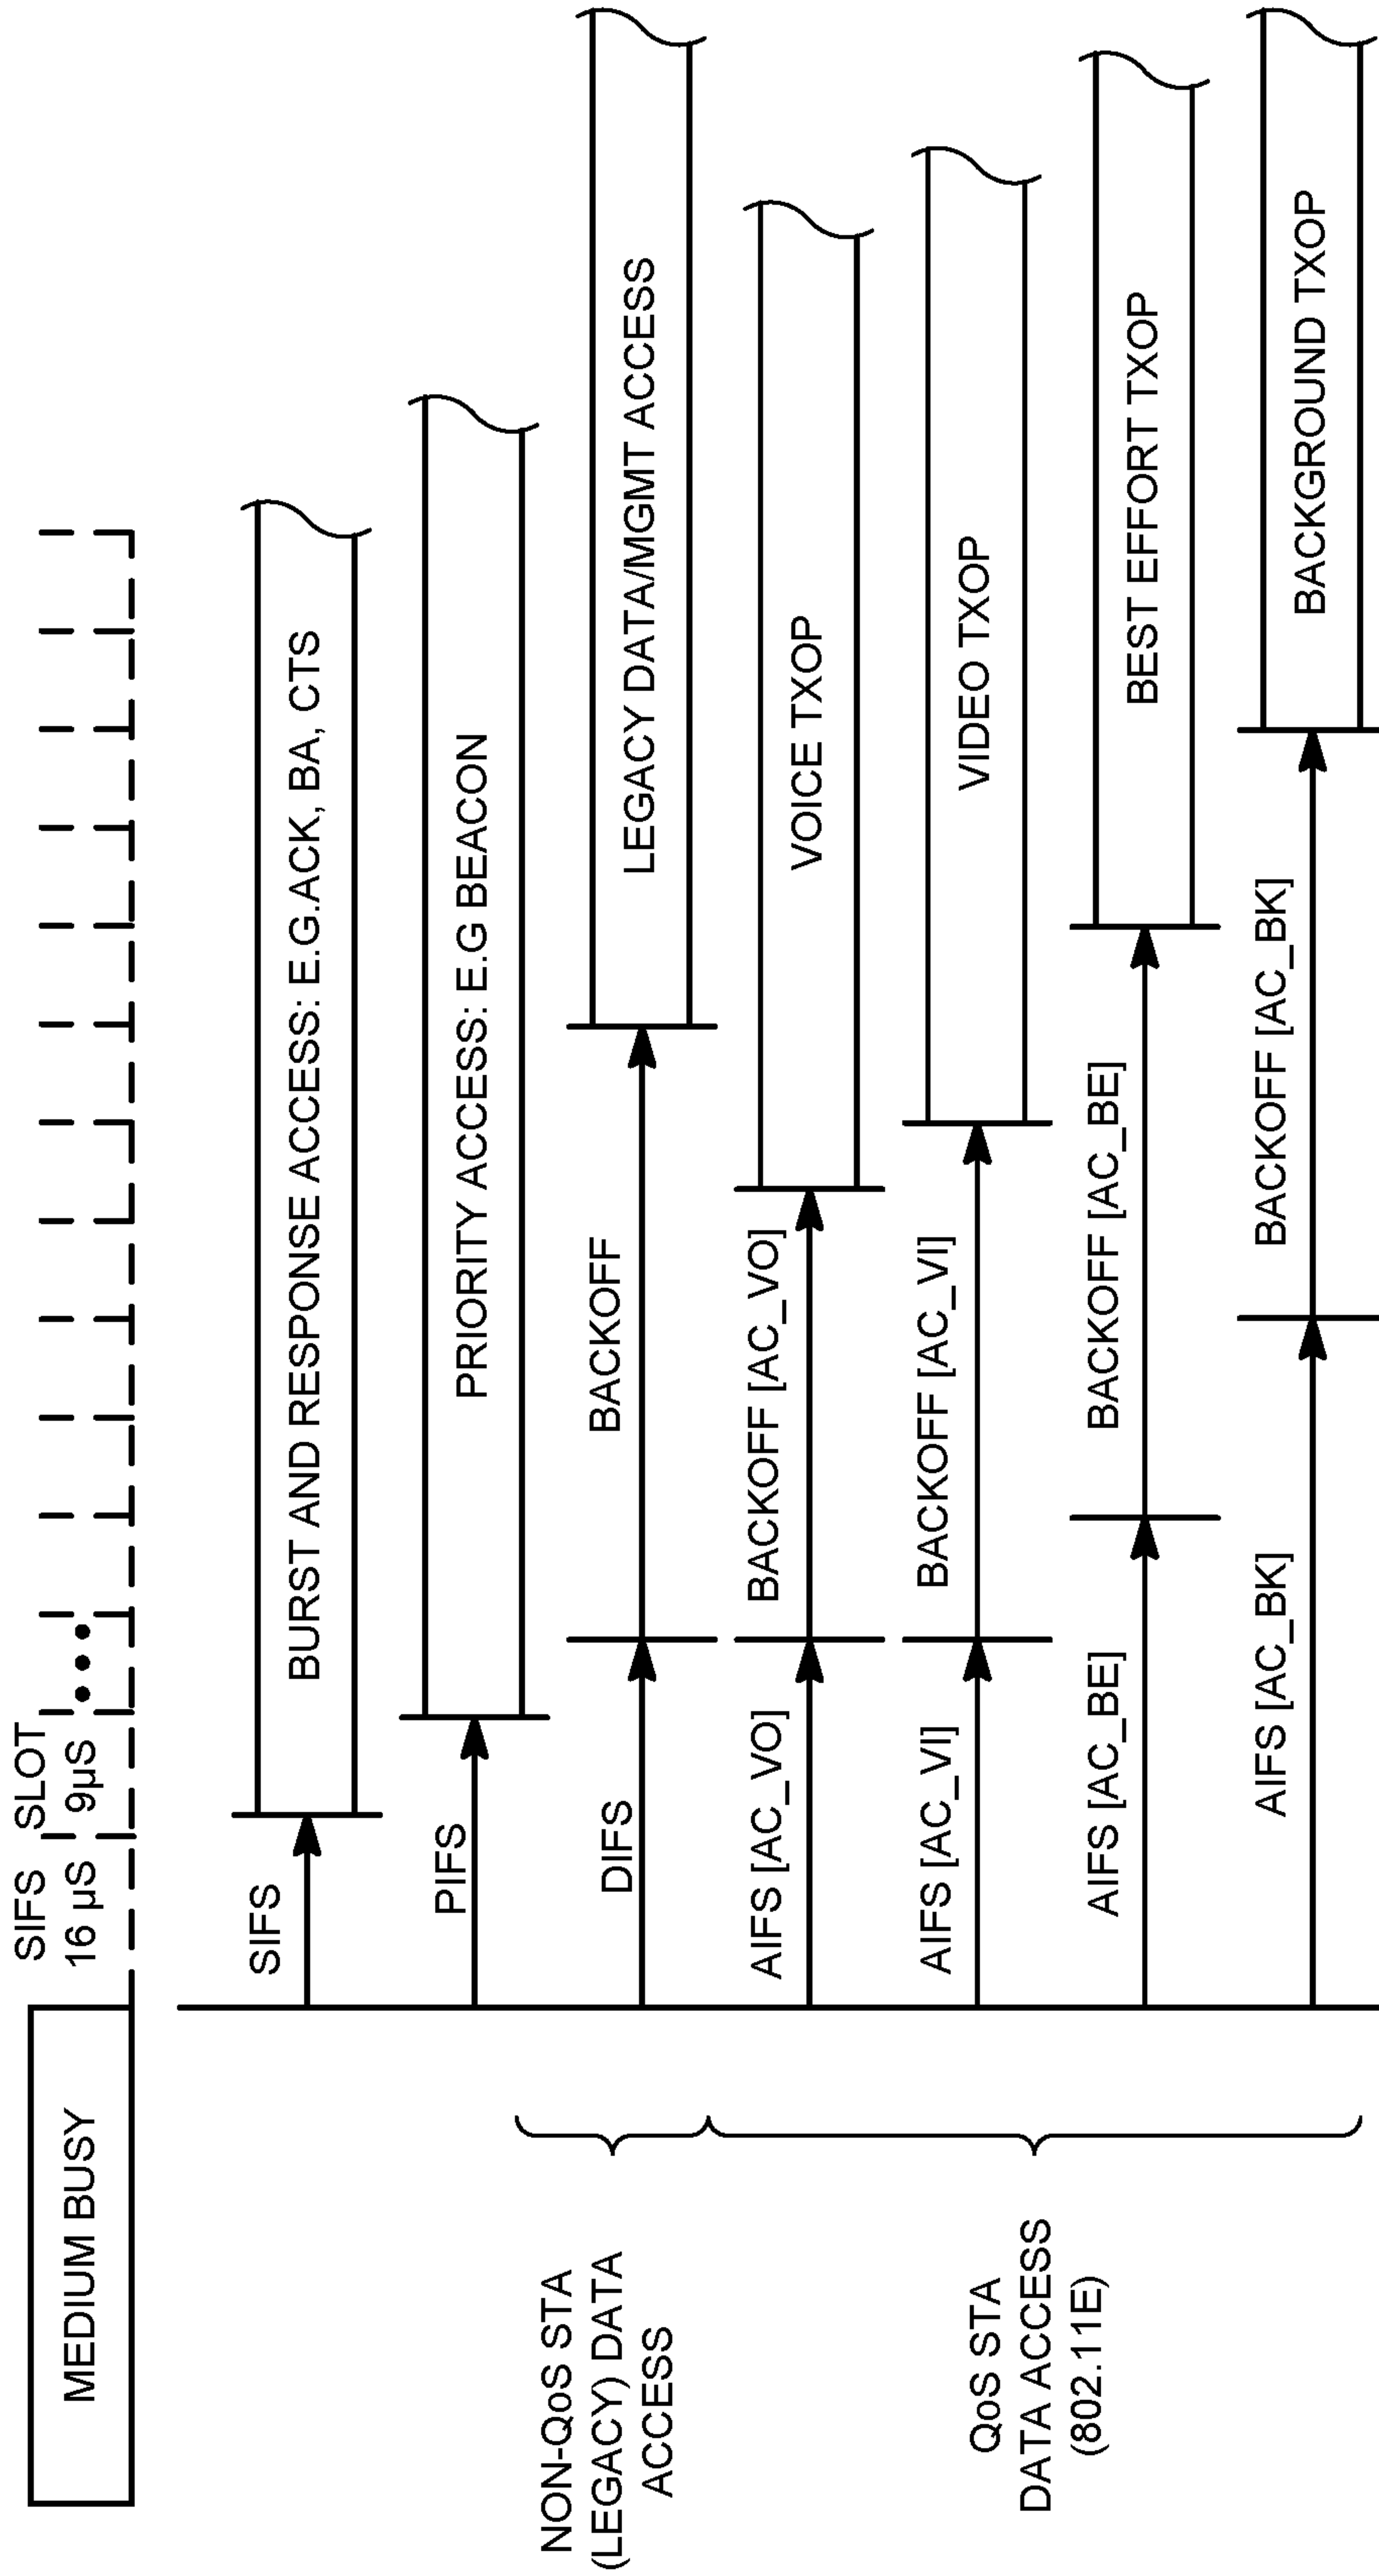 MEDIUM BUSY
SIFS
16 µS
SLOT
9µS
SIFS
BURST AND RESPONSE ACCESS: E.G.ACK, BA, CTS
PIFS
PRIORITY ACCESS: E.G BEACON
NON-QoS STA
(LEGACY) DATA
ACCESS
DIFS
BACKOFF
LEGACY DATA/MGMT ACCESS
AIFS [AC_VO]
BACKOFF [AC_VO]
VOICE TXOP
QoS STA
DATA ACCESS
(802.11E)
AIFS [AC_VI]
BACKOFF [AC_VI]
VIDEO TXOP
AIFS [AC_BE]
BACKOFF [AC_BE]
BEST EFFORT TXOP
AIFS [AC_BK]
BACKOFF [AC_BK]
BACKGROUND TXOP